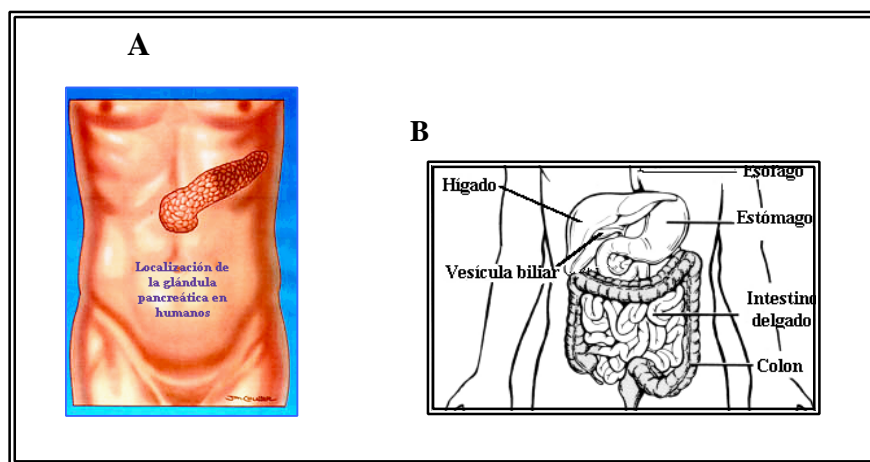 A
Localización de
la glándula
pancreática en
humanos
B
Esófago
Hígado
Estómago
Vesícula biliar
Intestino
delgado
Colon